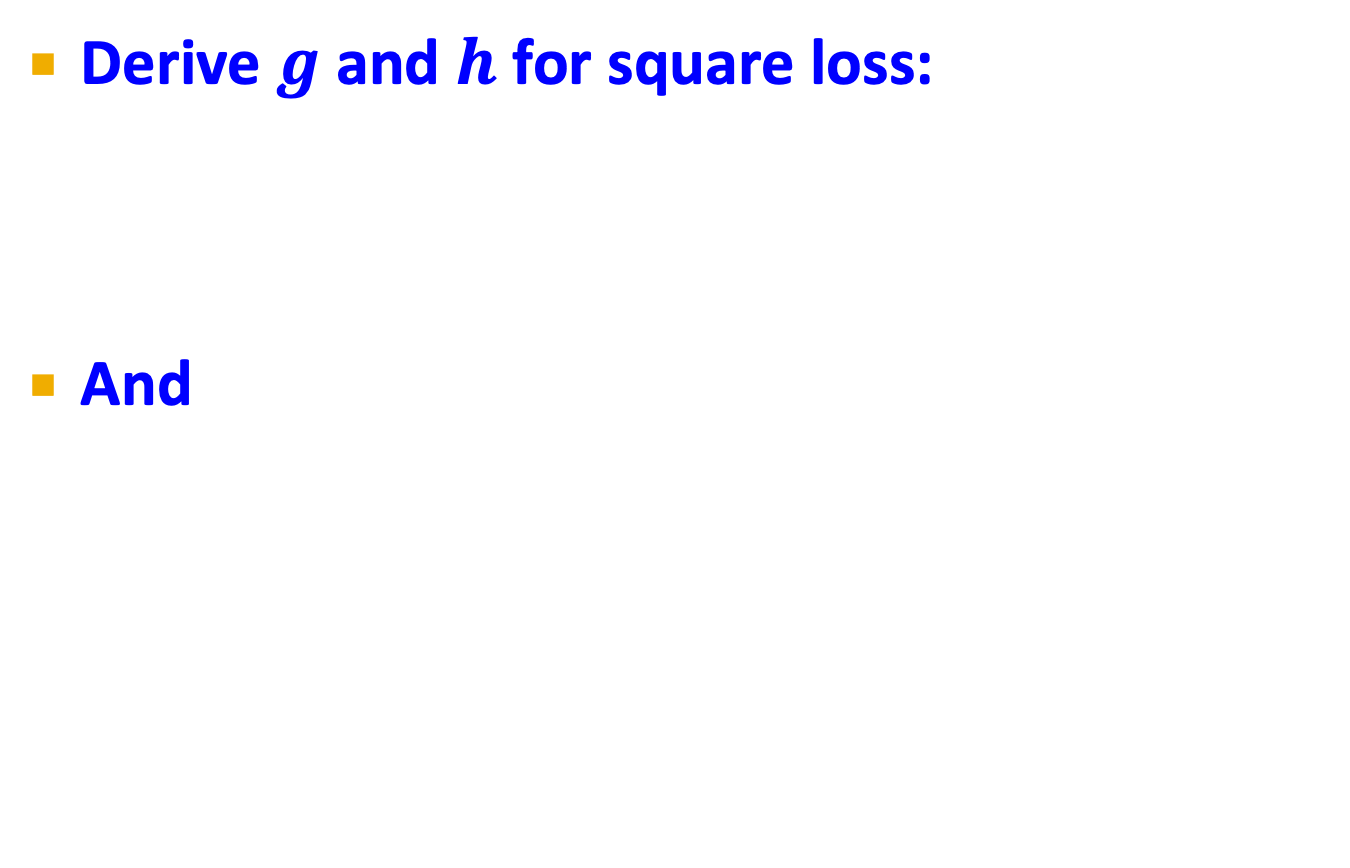 Derive 𝒈 and 𝒉 for square loss:
And